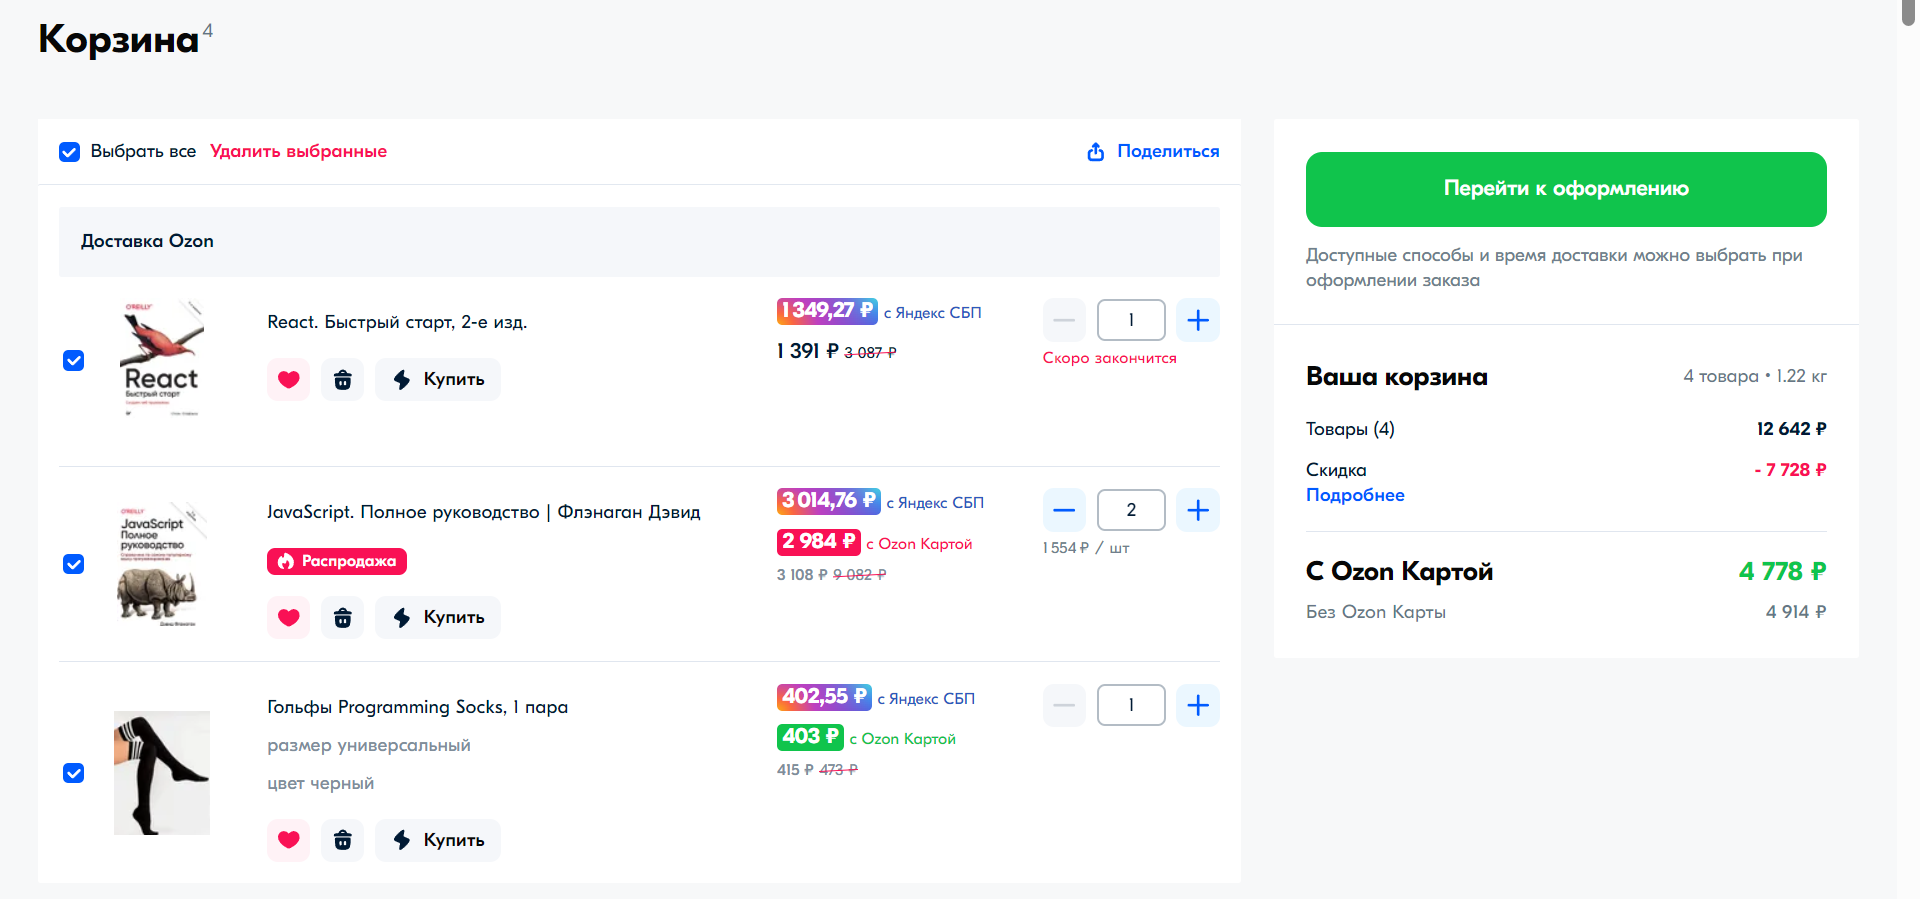 Корзина 4
Выбрать все Удалить выбранные Поделиться
Доставка Ozon
O'REILLY
React
Быстрый старт
React. Быстрый старт, 2-е изд.
Купить
1 349,27 ₽ с Яндекс СБП
1 391 ₽ 3 087 ₽
1
Скоро закончится
O'REILLY
JavaScript
Полное
руководство
JavaScript. Полное руководство | Флэнаган Дэвид
Распродажа
Купить
3 014,76 ₽ с Яндекс СБП
2 984 ₽ с Ozon Картой
3 108 ₽ 9 082 ₽
2
1 554 ₽ / шт
Гольфы Programming Socks, 1 пара
размер универсальный
цвет черный
Купить
402,55 ₽ с Яндекс СБП
403 ₽ с Ozon Картой
415 ₽ 473 ₽
1
Перейти к оформлению
Доступные способы и время доставки можно выбрать при
оформлении заказа
Ваша корзина 4 товара • 1.22 кг
Товары (4) 12 642 ₽
Скидка - 7 728 ₽
Подробнее
С Ozon Картой 4 778 ₽
Без Ozon Карты 4 914 ₽